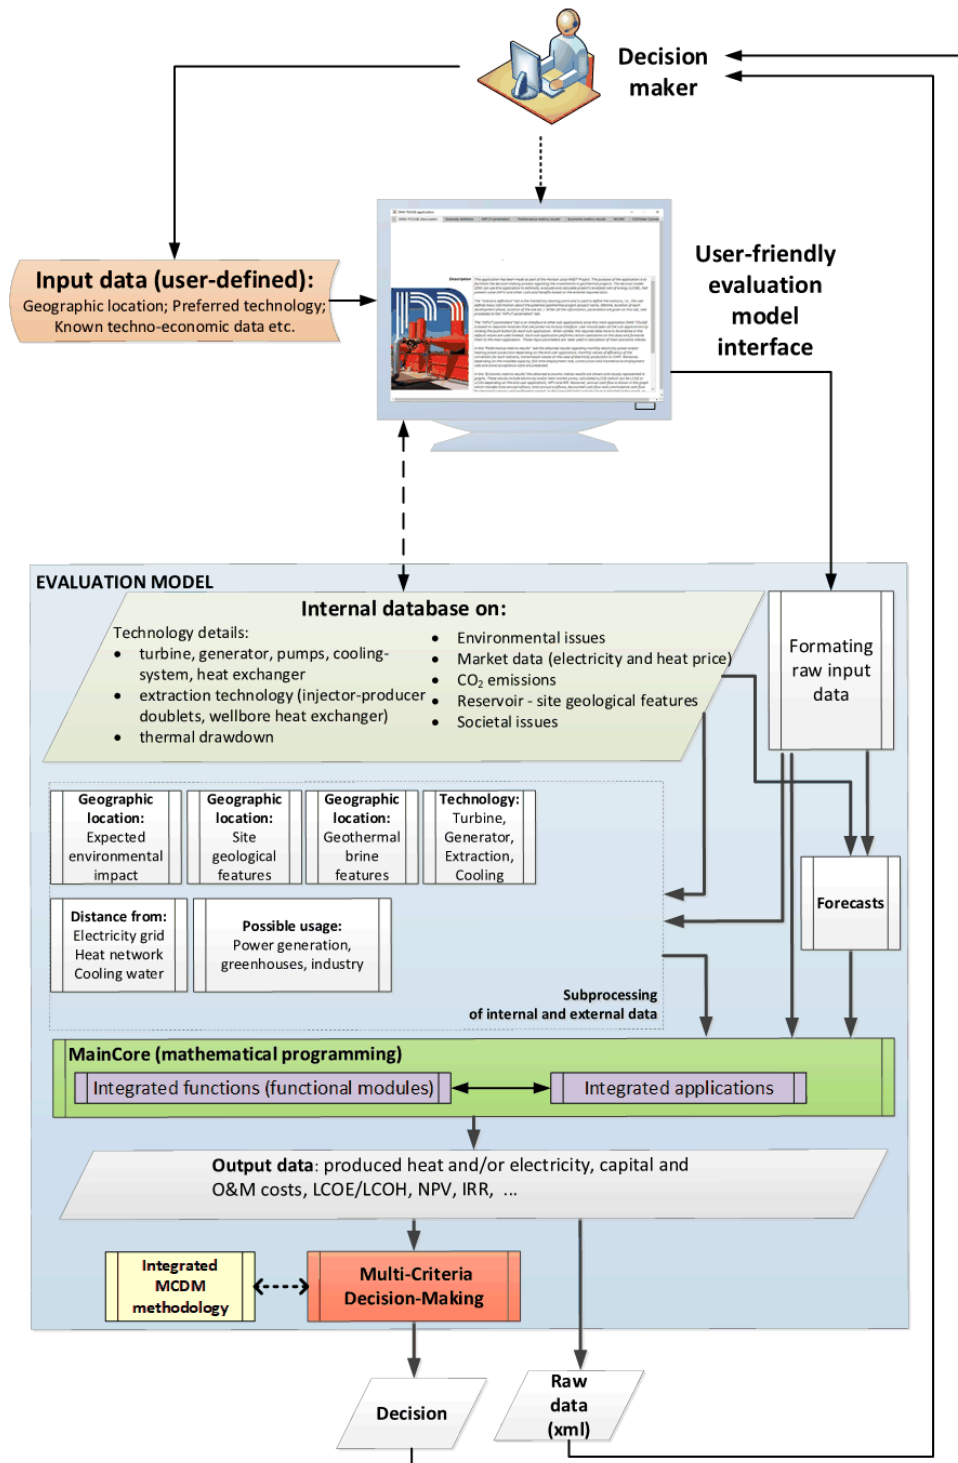 Decision
maker
Input data (user-defined):
Geographic location; Preferred technology;
Known techno-economic data etc.
Description
User-friendly
evaluation
model
interface
EVALUATION MODEL
Internal database on:
Technology details:
• turbine, generator, pumps, cooling-
system, heat exchanger
• extraction technology (injector-producer
doublets, wellbore heat exchanger)
• thermal drawdown
• Environmental issues
• Market data (electricity and heat price)
• CO₂ emissions
• Reservoir - site geological features
• Societal issues
Formating
raw input
data
Geographic
location:
Expected
environmental
impact
Geographic
location:
Site
geological
features
Geographic
location:
Geothermal
brine
features
Technology:
Turbine,
Generator,
Extraction,
Cooling
Distance from:
Electricity grid
Heat network
Cooling water
Possible usage:
Power generation,
greenhouses, industry
Forecasts
Subprocessing
of internal and external data
MainCore (mathematical programming)
Integrated functions (functional modules)
Integrated applications
Output data: produced heat and/or electricity, capital and
O&M costs, LCOE/LCOH, NPV, IRR, ...
Integrated
MCDM
methodology
Multi-Criteria
Decision-Making
Decision
Raw
data
(xml)